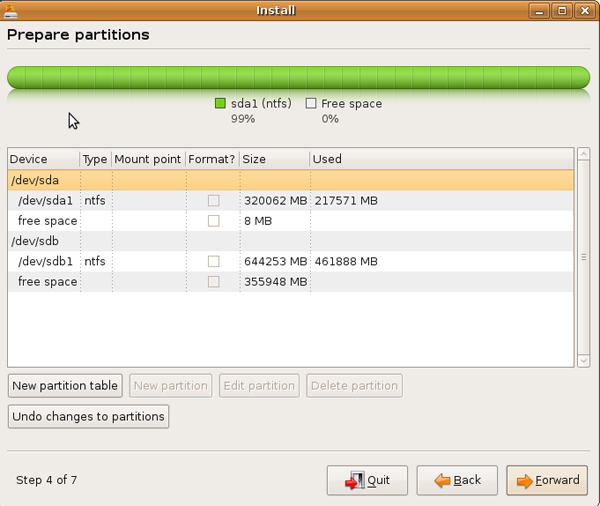 Install
Prepare partitions
sda1 (ntfs) Free space
99% 0%
Device Type Mount point Format? Size Used
/dev/sda
/dev/sda1 ntfs 320062 MB 217571 MB
free space 8 MB
/dev/sdb
/dev/sdb1 ntfs 644253 MB 461888 MB
free space 355948 MB
New partition table New partition Edit partition Delete partition
Undo changes to partitions
Step 4 of 7 Quit Back Forward